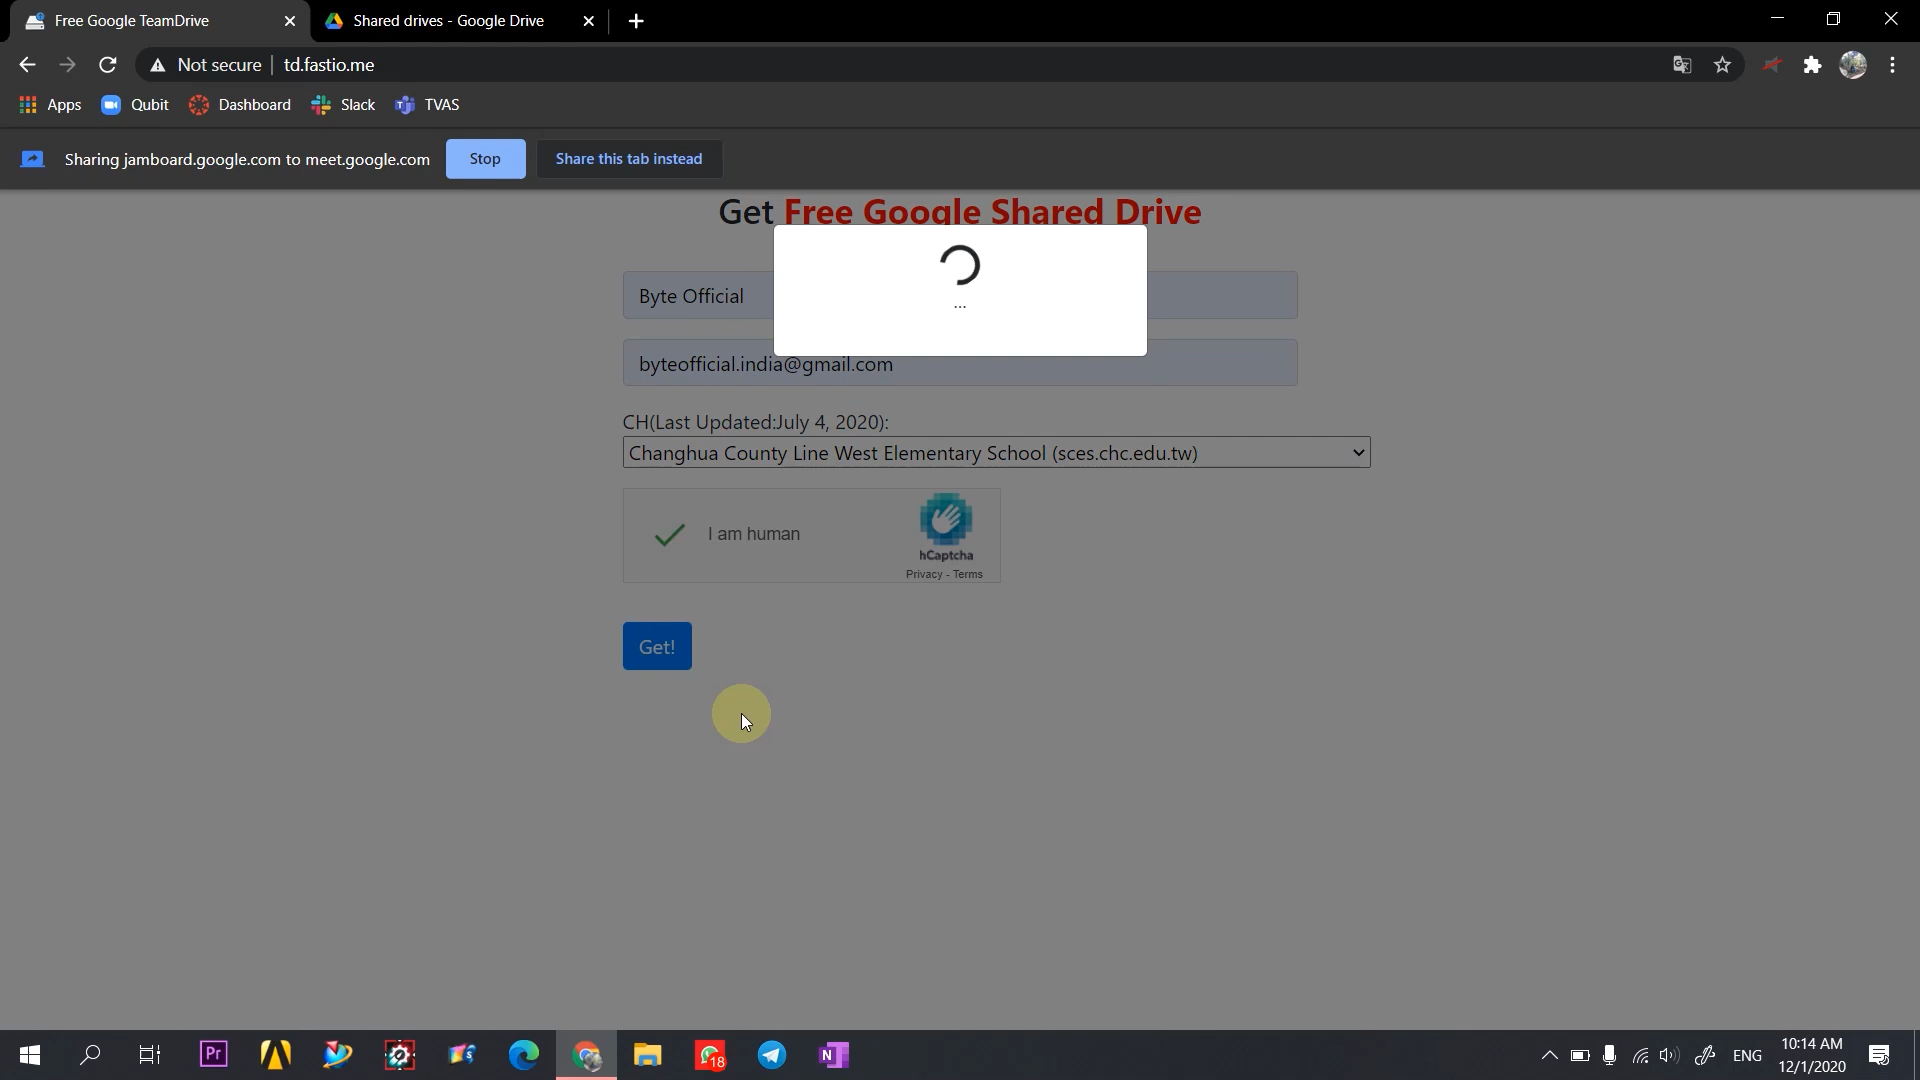 Free Google TeamDrive
Shared drives - Google Drive
Not secure
td.fastio.me
Apps
Qubit
Dashboard
Slack
TVAS
Sharing jamboard.google.com to meet.google.com
Stop
Share this tab instead
Get Free Google Shared Drive
...
Byte Official
byteofficial.india@gmail.com
CH(Last Updated:July 4, 2020):
Changhua County Line West Elementary School (sces.chc.edu.tw)
I am human
hCaptcha
Privacy - Terms
Get!
Pr
S
18
N
ENG
10:14 AM
12/1/2020